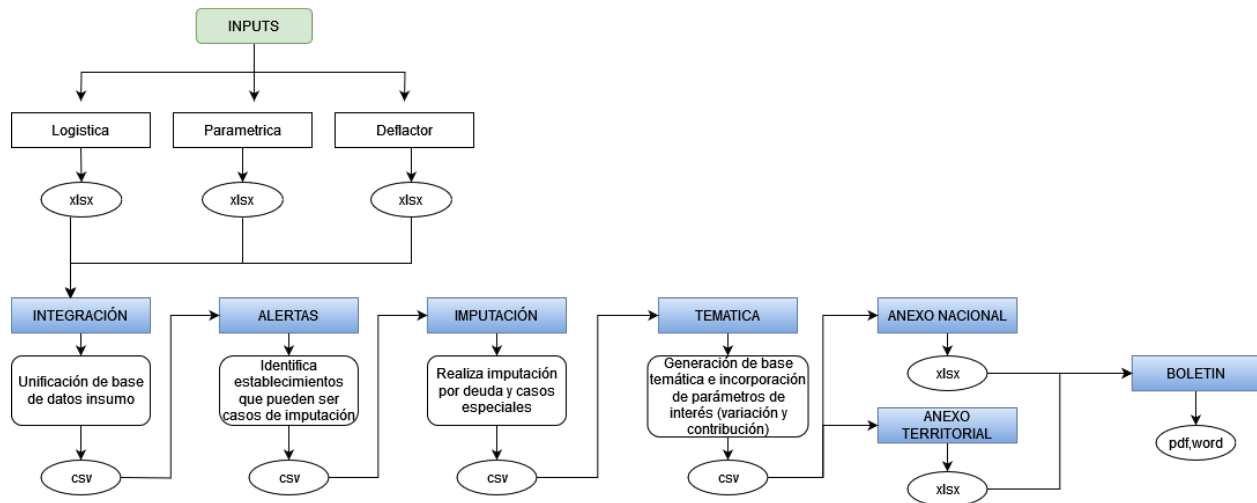 INPUTS
Logistica
Parametrica
Deflactor
xlsx
xlsx
xlsx
INTEGRACIÓN
ALERTAS
IMPUTACIÓN
TEMATICA
ANEXO NACIONAL
Unificación de base
de datos insumo
Identifica
establecimientos
que pueden ser
casos de imputación
Realiza imputación
por deuda y casos
especiales
Generación de base
temática e incorporación
de parámetros de
interés (variación y
contribución)
xlsx
BOLETIN
ANEXO
TERRITORIAL
pdf,word
csv
csv
csv
csv
xlsx